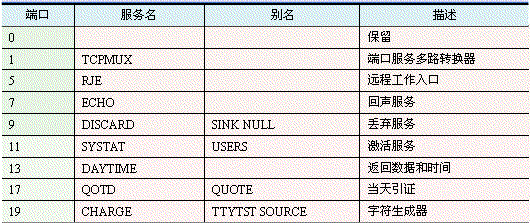 端口 服务名 别名 描述
0 保留
1 TCPMUX 端口服务多路转换器
5 RJE 远程工作入口
7 ECHO 回声服务
9 DISCARD SINK NULL 丢弃服务
11 SYSTAT USERS 激活服务
13 DAYTIME 返回数据和时间
17 QOTD QUOTE 当天引证
19 CHARGE TTYTST SOURCE 字符生成器